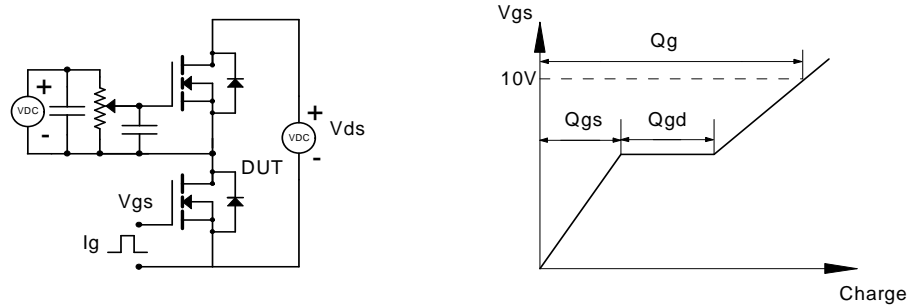 +
VDC
-
+
VDC
-
Vds
DUT
Vgs
Ig
Vgs
Qg
10V
Qgs
Qgd
Charge